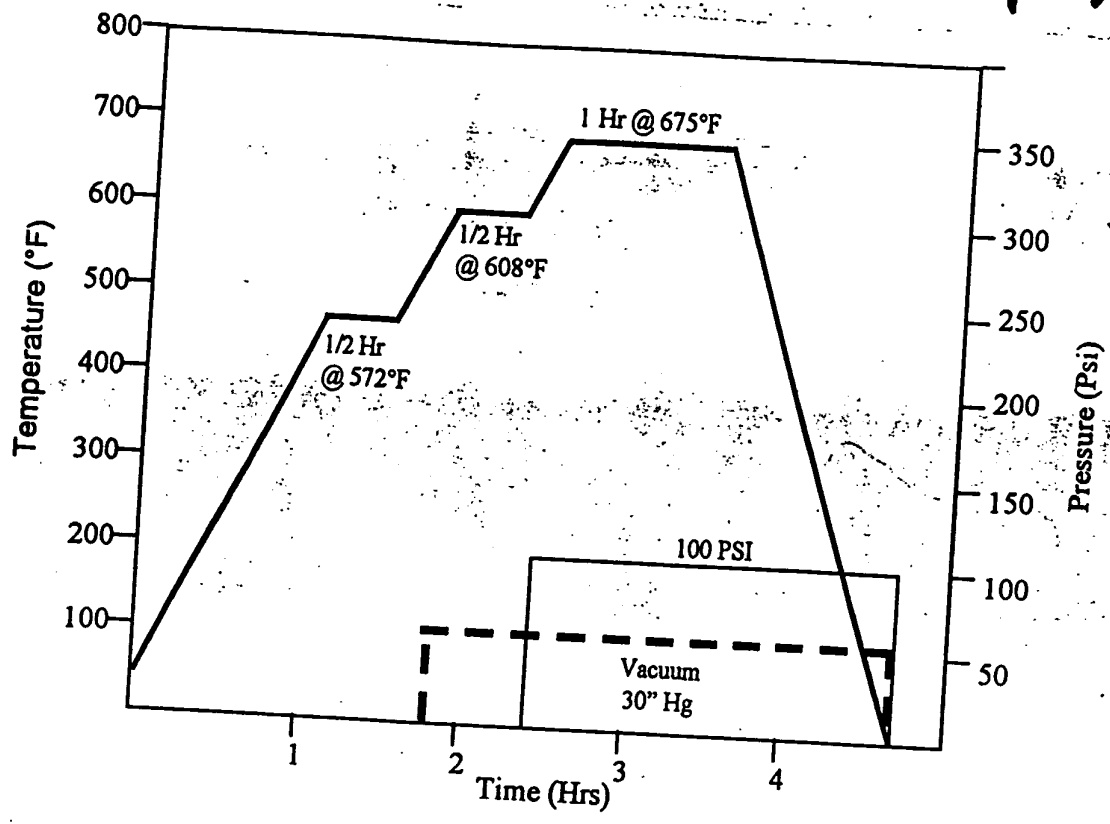 800
700
600
500
400
300
200
100
Temperature (°F)
1 Hr @ 675°F
1/2 Hr
@ 608°F
1/2 Hr
@ 572°F
100 PSI
Vacuum
30” Hg
350
300
250
200
150
100
50
Pressure (Psi)
1
2
3
4
Time (Hrs)